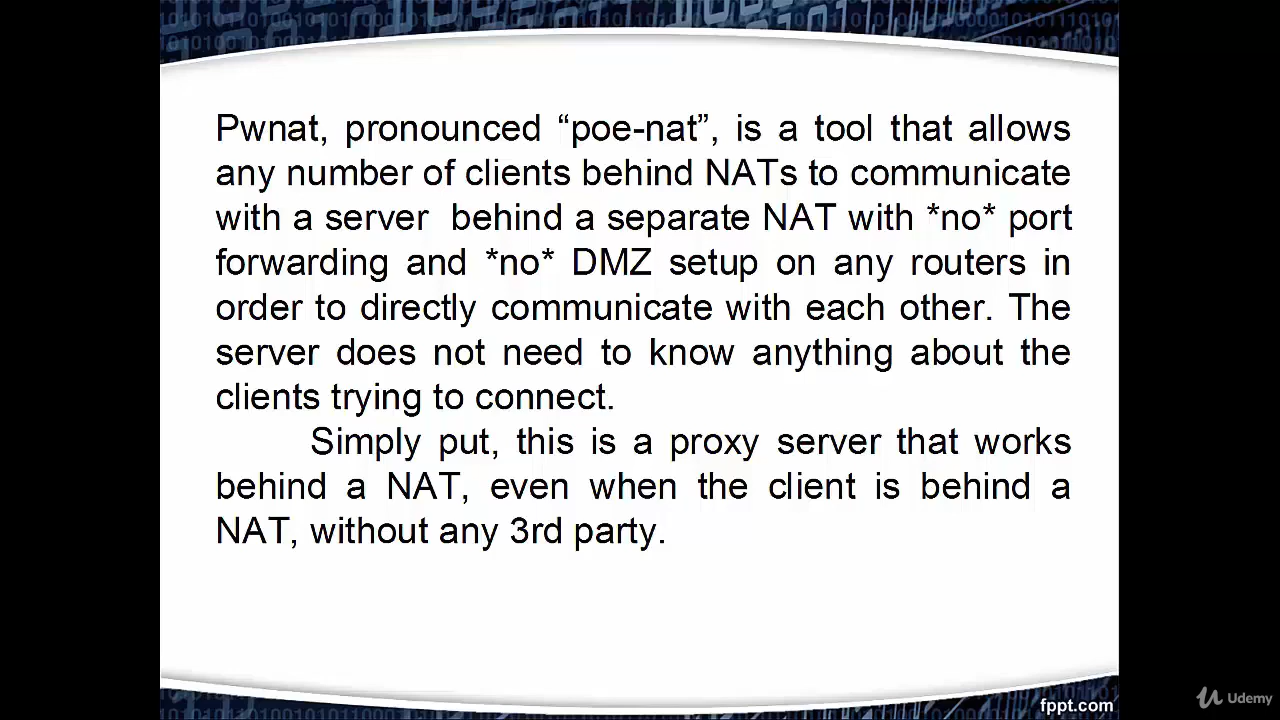 Pwnat, pronounced “poe-nat”, is a tool that allows
any number of clients behind NATs to communicate
with a server  behind a separate NAT with *no* port
forwarding and *no* DMZ setup on any routers in
order to directly communicate with each other. The
server does not need to know anything about the
clients trying to connect.
Simply put, this is a proxy server that works
behind a NAT, even when the client is behind a
NAT, without any 3rd party.
Udemy
fppt.com